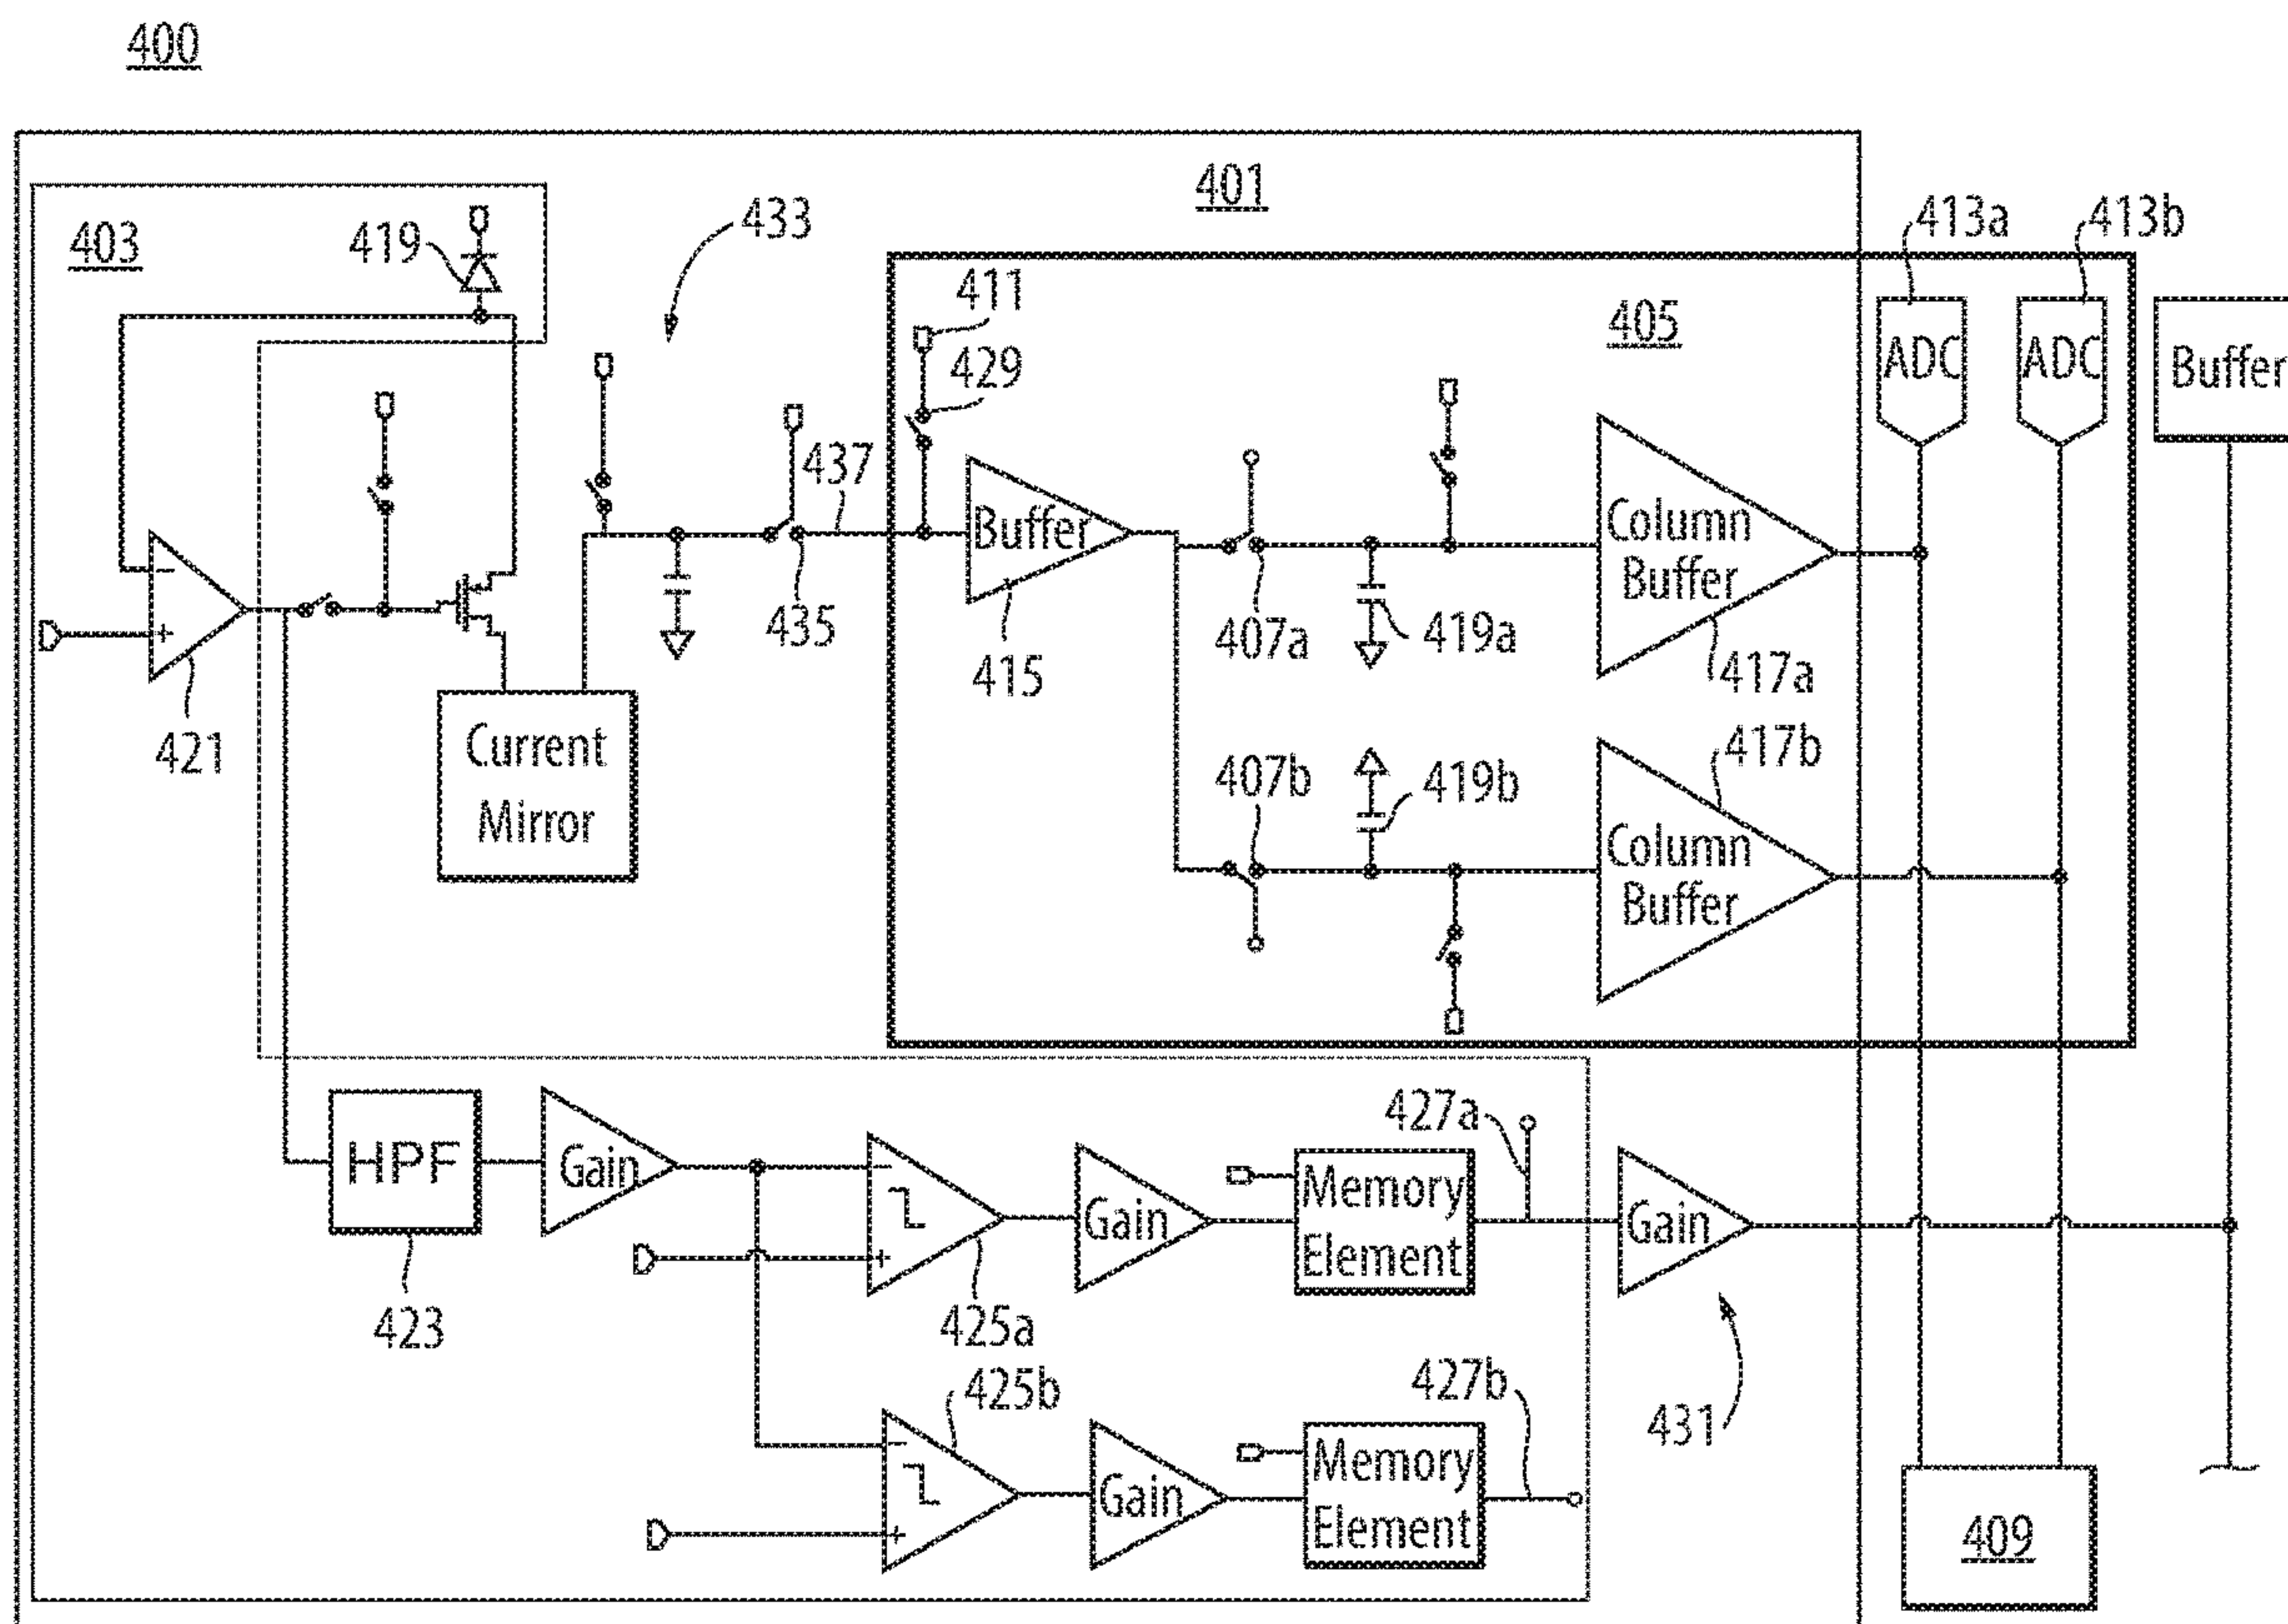 400
401
403
419
433
411
429
405
413a
413b
ADC
ADC
Buffer
437
435
Buffer
415
407a
419a
Column
Buffer
417a
421
−
+
Current
Mirror
407b
419b
417b
Column
Buffer
HPF
423
Gain
−
+
425a
Gain
Memory
Element
427a
Gain
431
425b
−
+
Gain
Memory
Element
427b
409